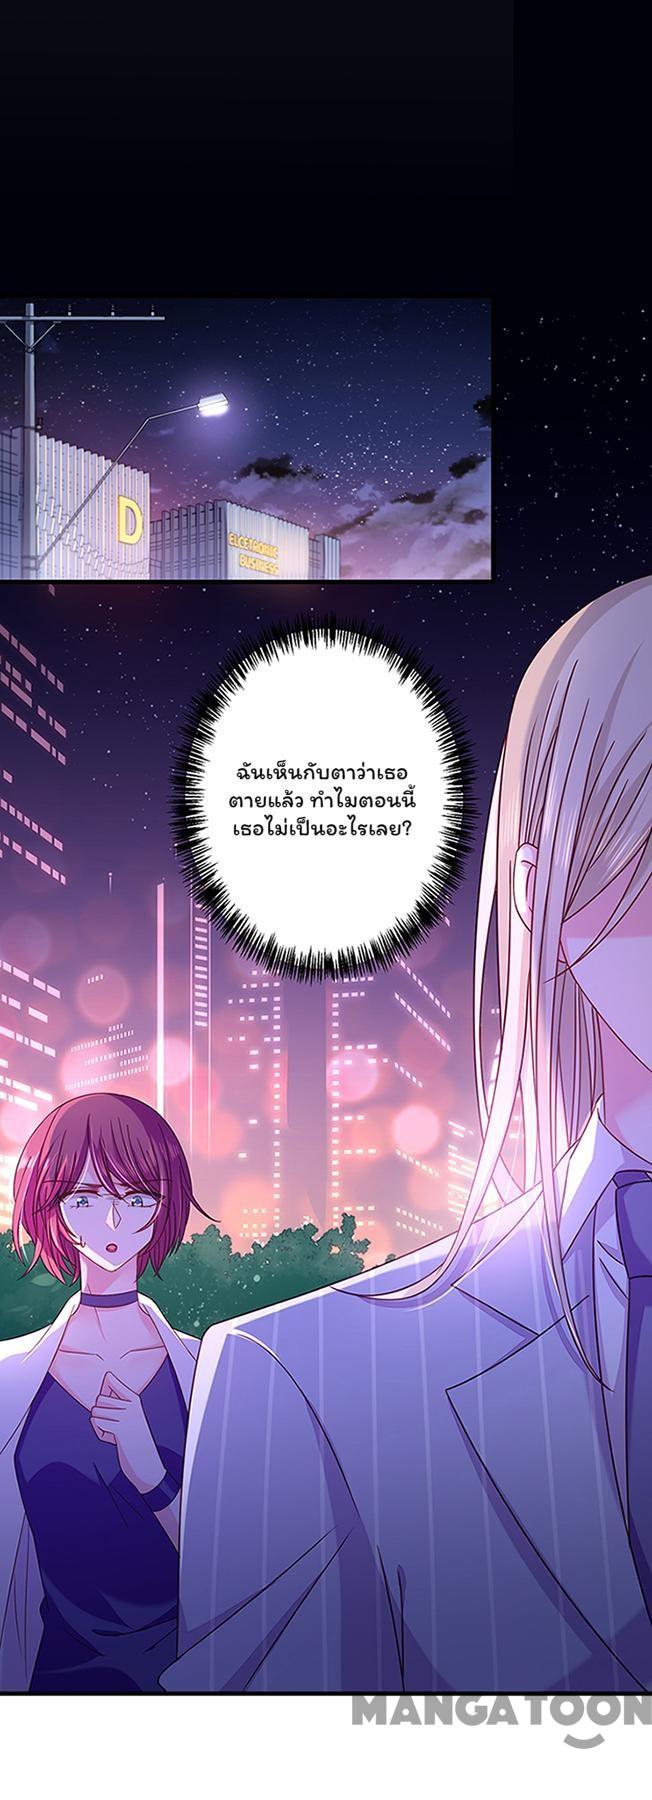 D
ELCETRONIC
BUSINESS
ฉันเห็นกับตาว่าเธอ
ตายแล้ว ทำไมตอนนี้
เธอไม่เป็นอะไรเลย?
MANGATOON